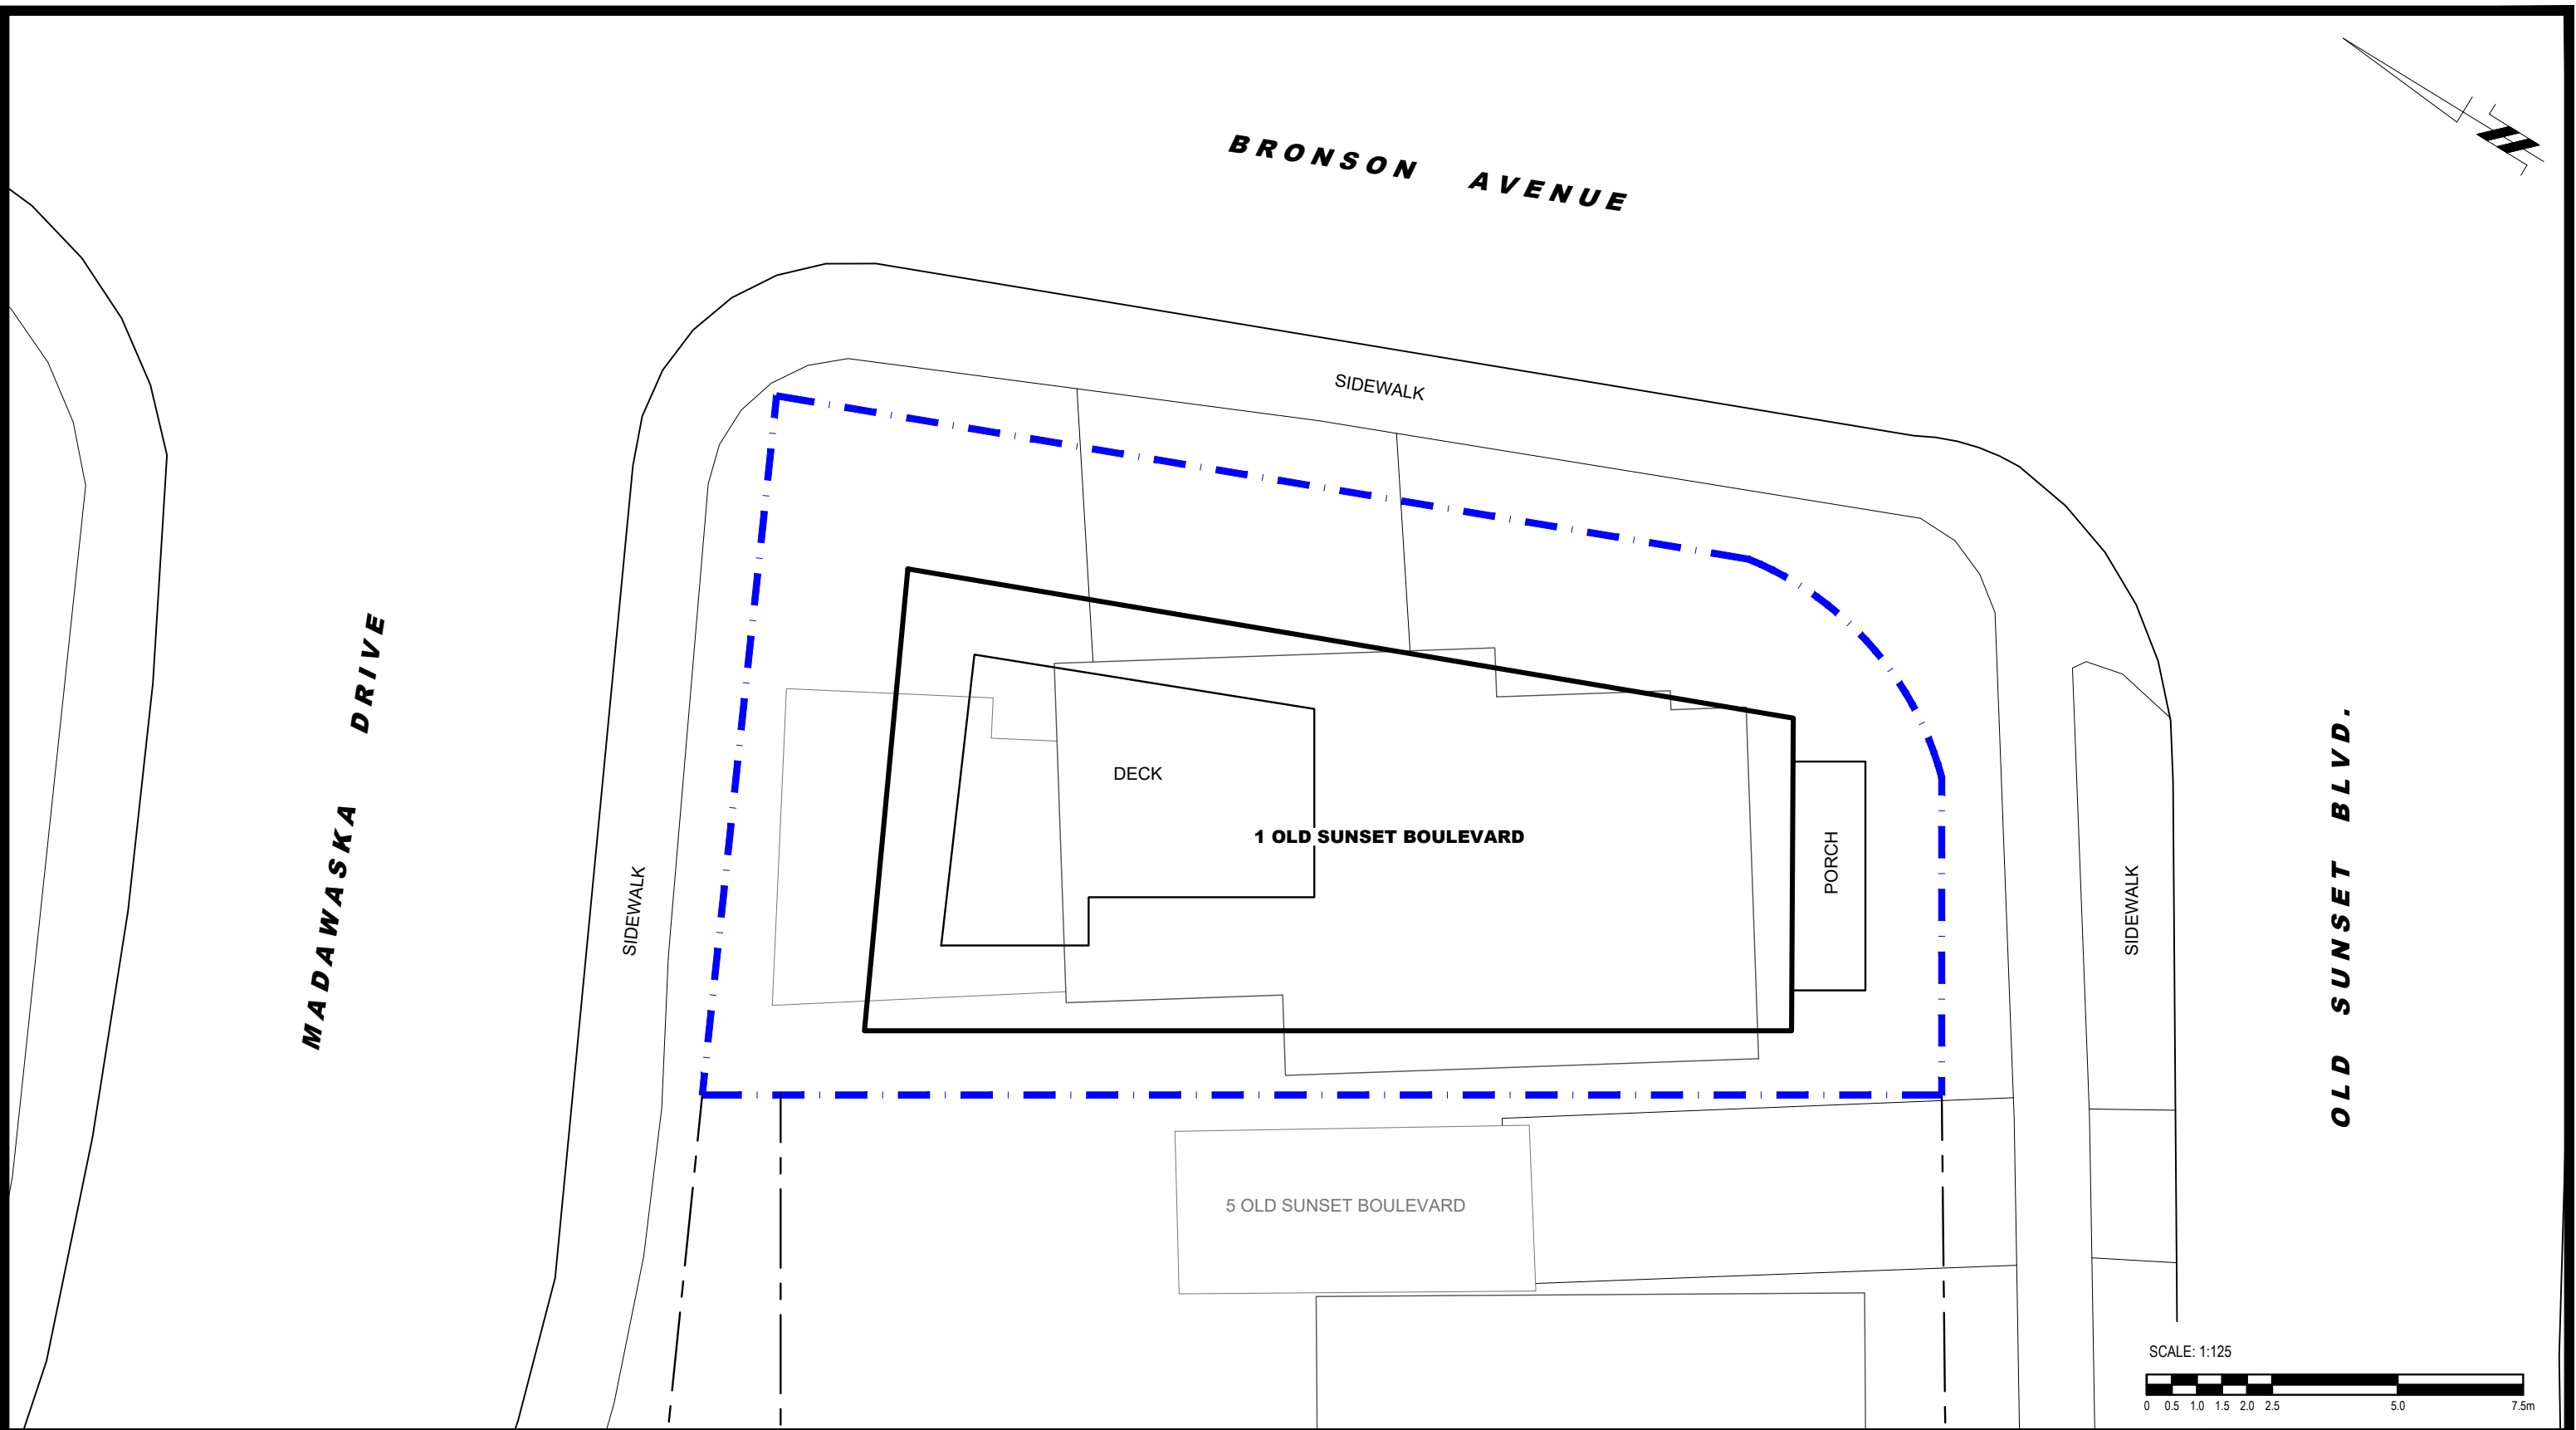 BRONSON AVENUE
SIDEWALK
MADAWASKA DRIVE
SIDEWALK
DECK
1 OLD SUNSET BOULEVARD
PORCH
SIDEWALK
OLD SUNSET BLVD.
5 OLD SUNSET BOULEVARD
SCALE: 1:125
0 0.5 1.0 1.5 2.0 2.5 5.0 7.5m